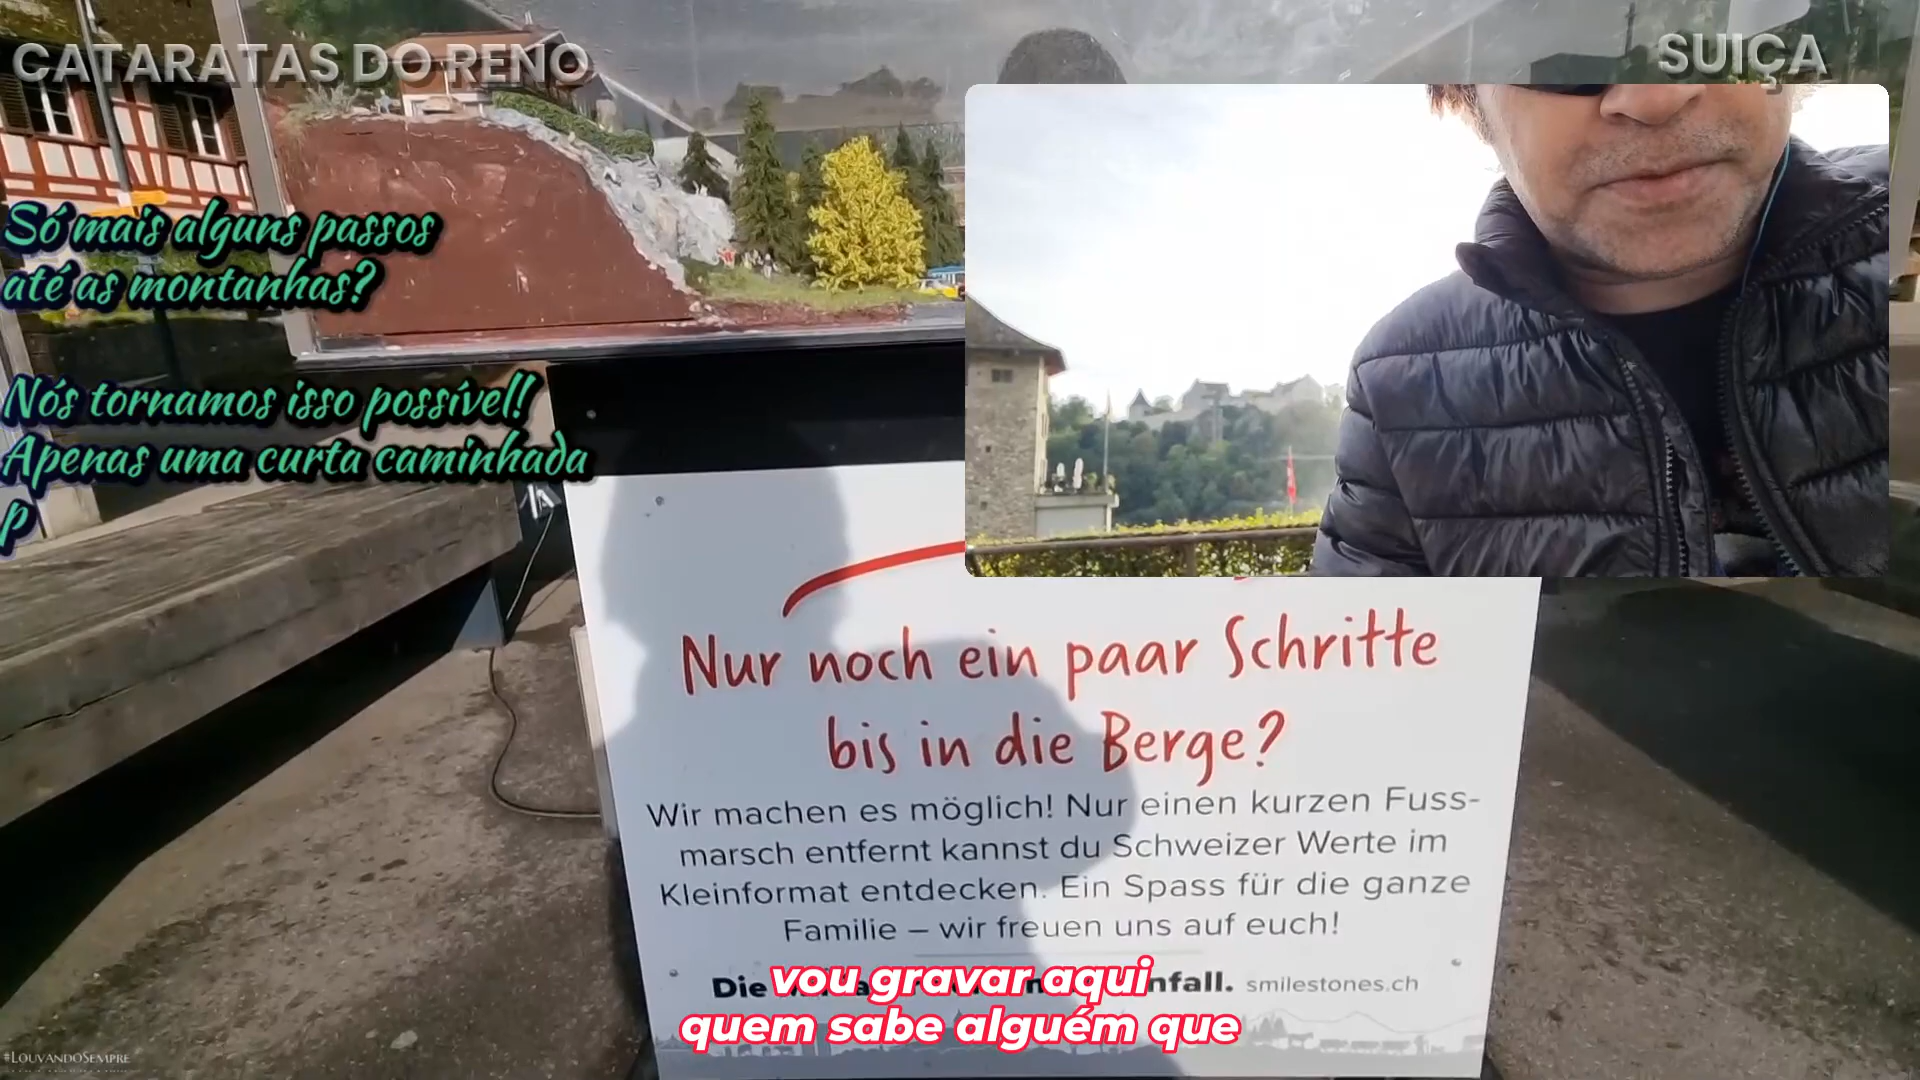 CATARATAS DO RENO
SUIÇA
Só mais alguns passos
até as montanhas?
Nós tornamos isso possível!
Apenas uma curta caminhada
p
Nur noch ein paar Schritte
bis in die Berge?
Wir machen es möglich! Nur einen kurzen Fuss-
marsch entfernt kannst du Schweizer Werte im
Kleinformat entdecken. Ein Spass für die ganze
Familie – wir freuen uns auf euch!
Die nfall. smilestones.ch
vou gravar aqui
quem sabe alguém que
#LOUVANDOSEMPRE